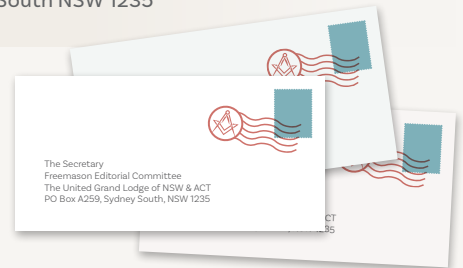 South NSW 1235
The Secretary
Freemason Editorial Committee
The United Grand Lodge of NSW & ACT
PO Box A259, Sydney South, NSW 1235
CT
1235